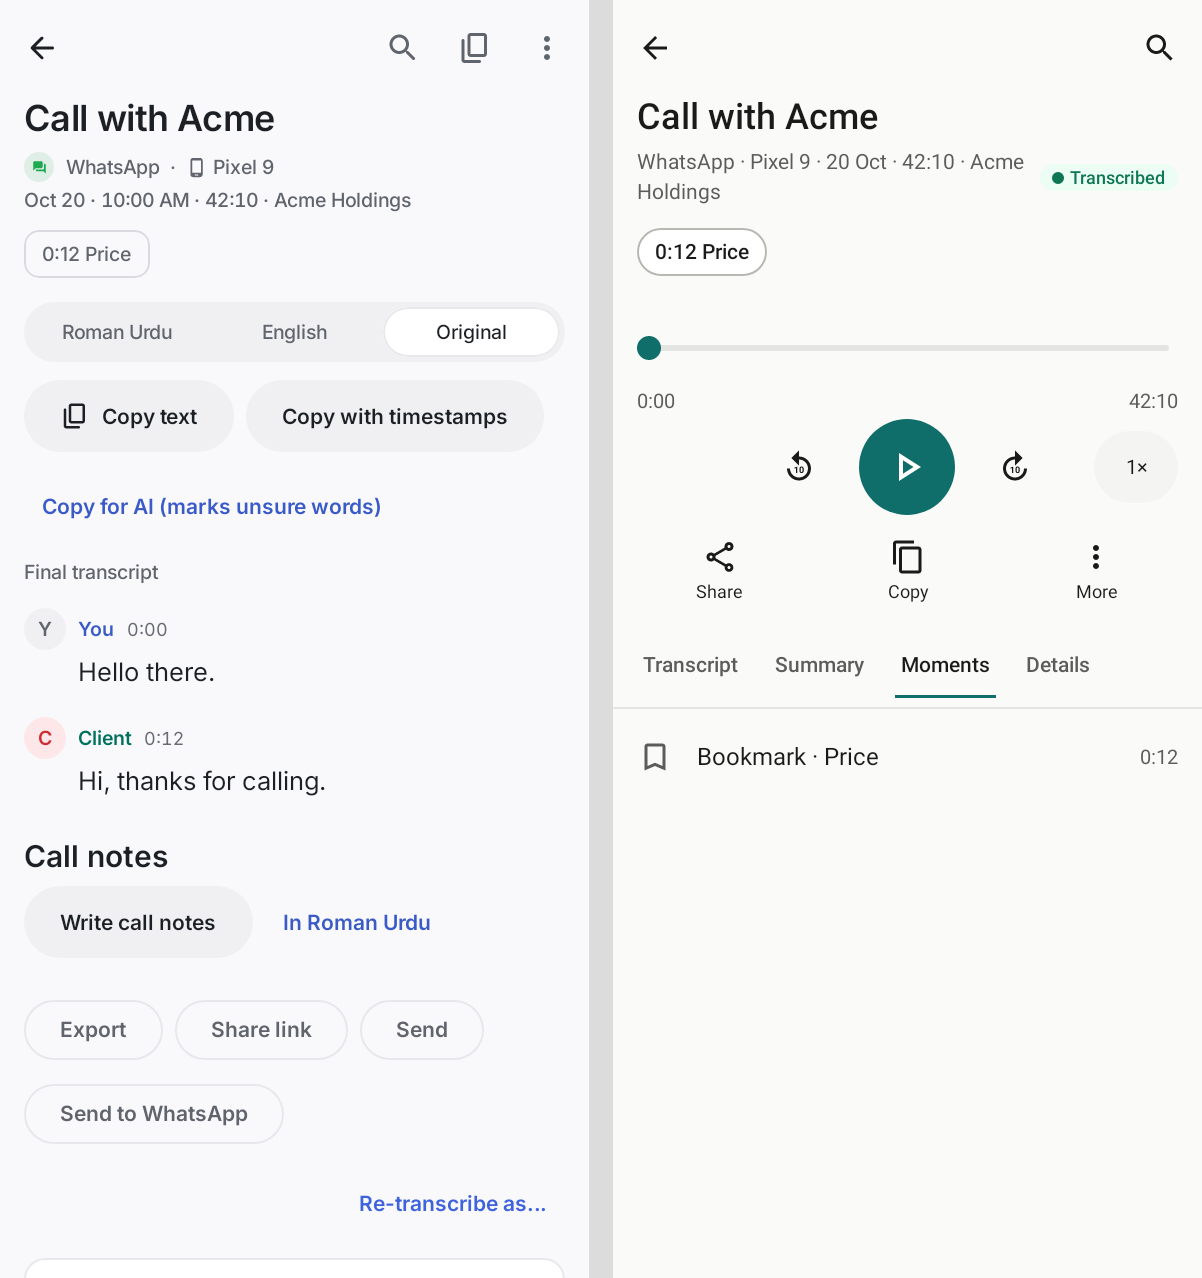 Call with Acme
WhatsApp · Pixel 9
Oct 20 · 10:00 AM · 42:10 · Acme Holdings
0:12 Price
Roman Urdu English Original
Copy text Copy with timestamps
Copy for AI (marks unsure words)
Final transcript
Y You 0:00
Hello there.
C Client 0:12
Hi, thanks for calling.
Call notes
Write call notes In Roman Urdu
Export Share link Send
Send to WhatsApp
Re-transcribe as...
Call with Acme
WhatsApp · Pixel 9 · 20 Oct · 42:10 · Acme
Holdings
Transcribed
0:12 Price
0:00 42:10
10 10 1×
Share Copy More
Transcript Summary Moments Details
Bookmark · Price 0:12